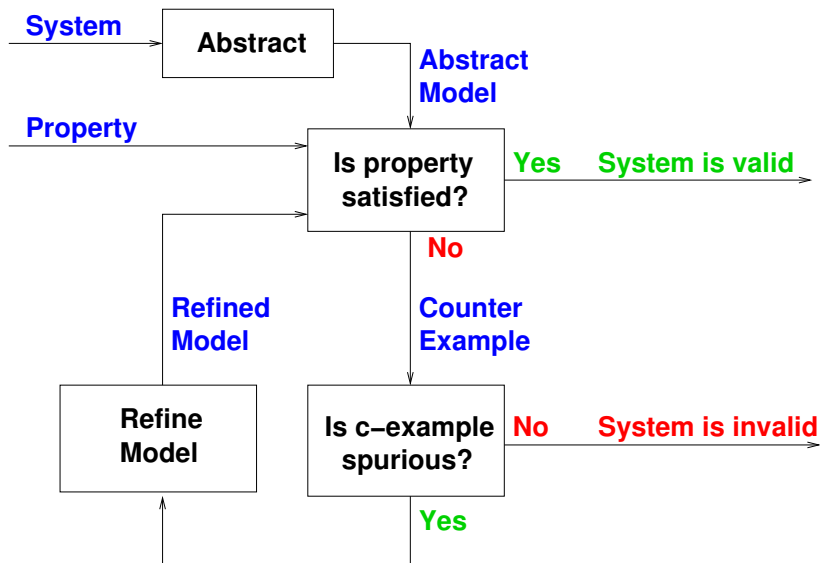 System
Abstract
Abstract
Model
Property
Is property
satisfied?
Yes
System is valid
No
Refined
Model
Counter
Example
Refine
Model
Is c−example
spurious?
No
System is invalid
Yes